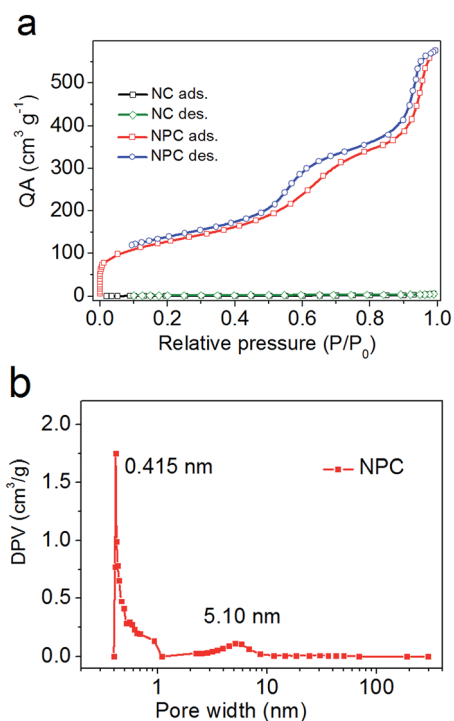 a
QA (cm³ g⁻¹)
500
400
300
200
100
0
NC ads.
NC des.
NPC ads.
NPC des.
0.0 0.2 0.4 0.6 0.8 1.0
Relative pressure (P/P₀)
b
DPV (cm³/g)
2.0
1.5
1.0
0.5
0.0
0.415 nm
NPC
5.10 nm
1 10 100
Pore width (nm)